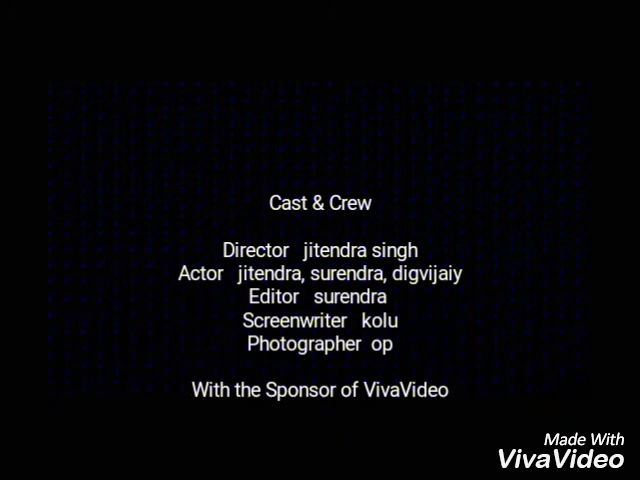 Cast & Crew
Director jitendra singh
Actor jitendra, surendra, digvijaiy
Editor surendra
Screenwriter kolu
Photographer op
With the Sponsor of VivaVideo
Made With
VivaVideo